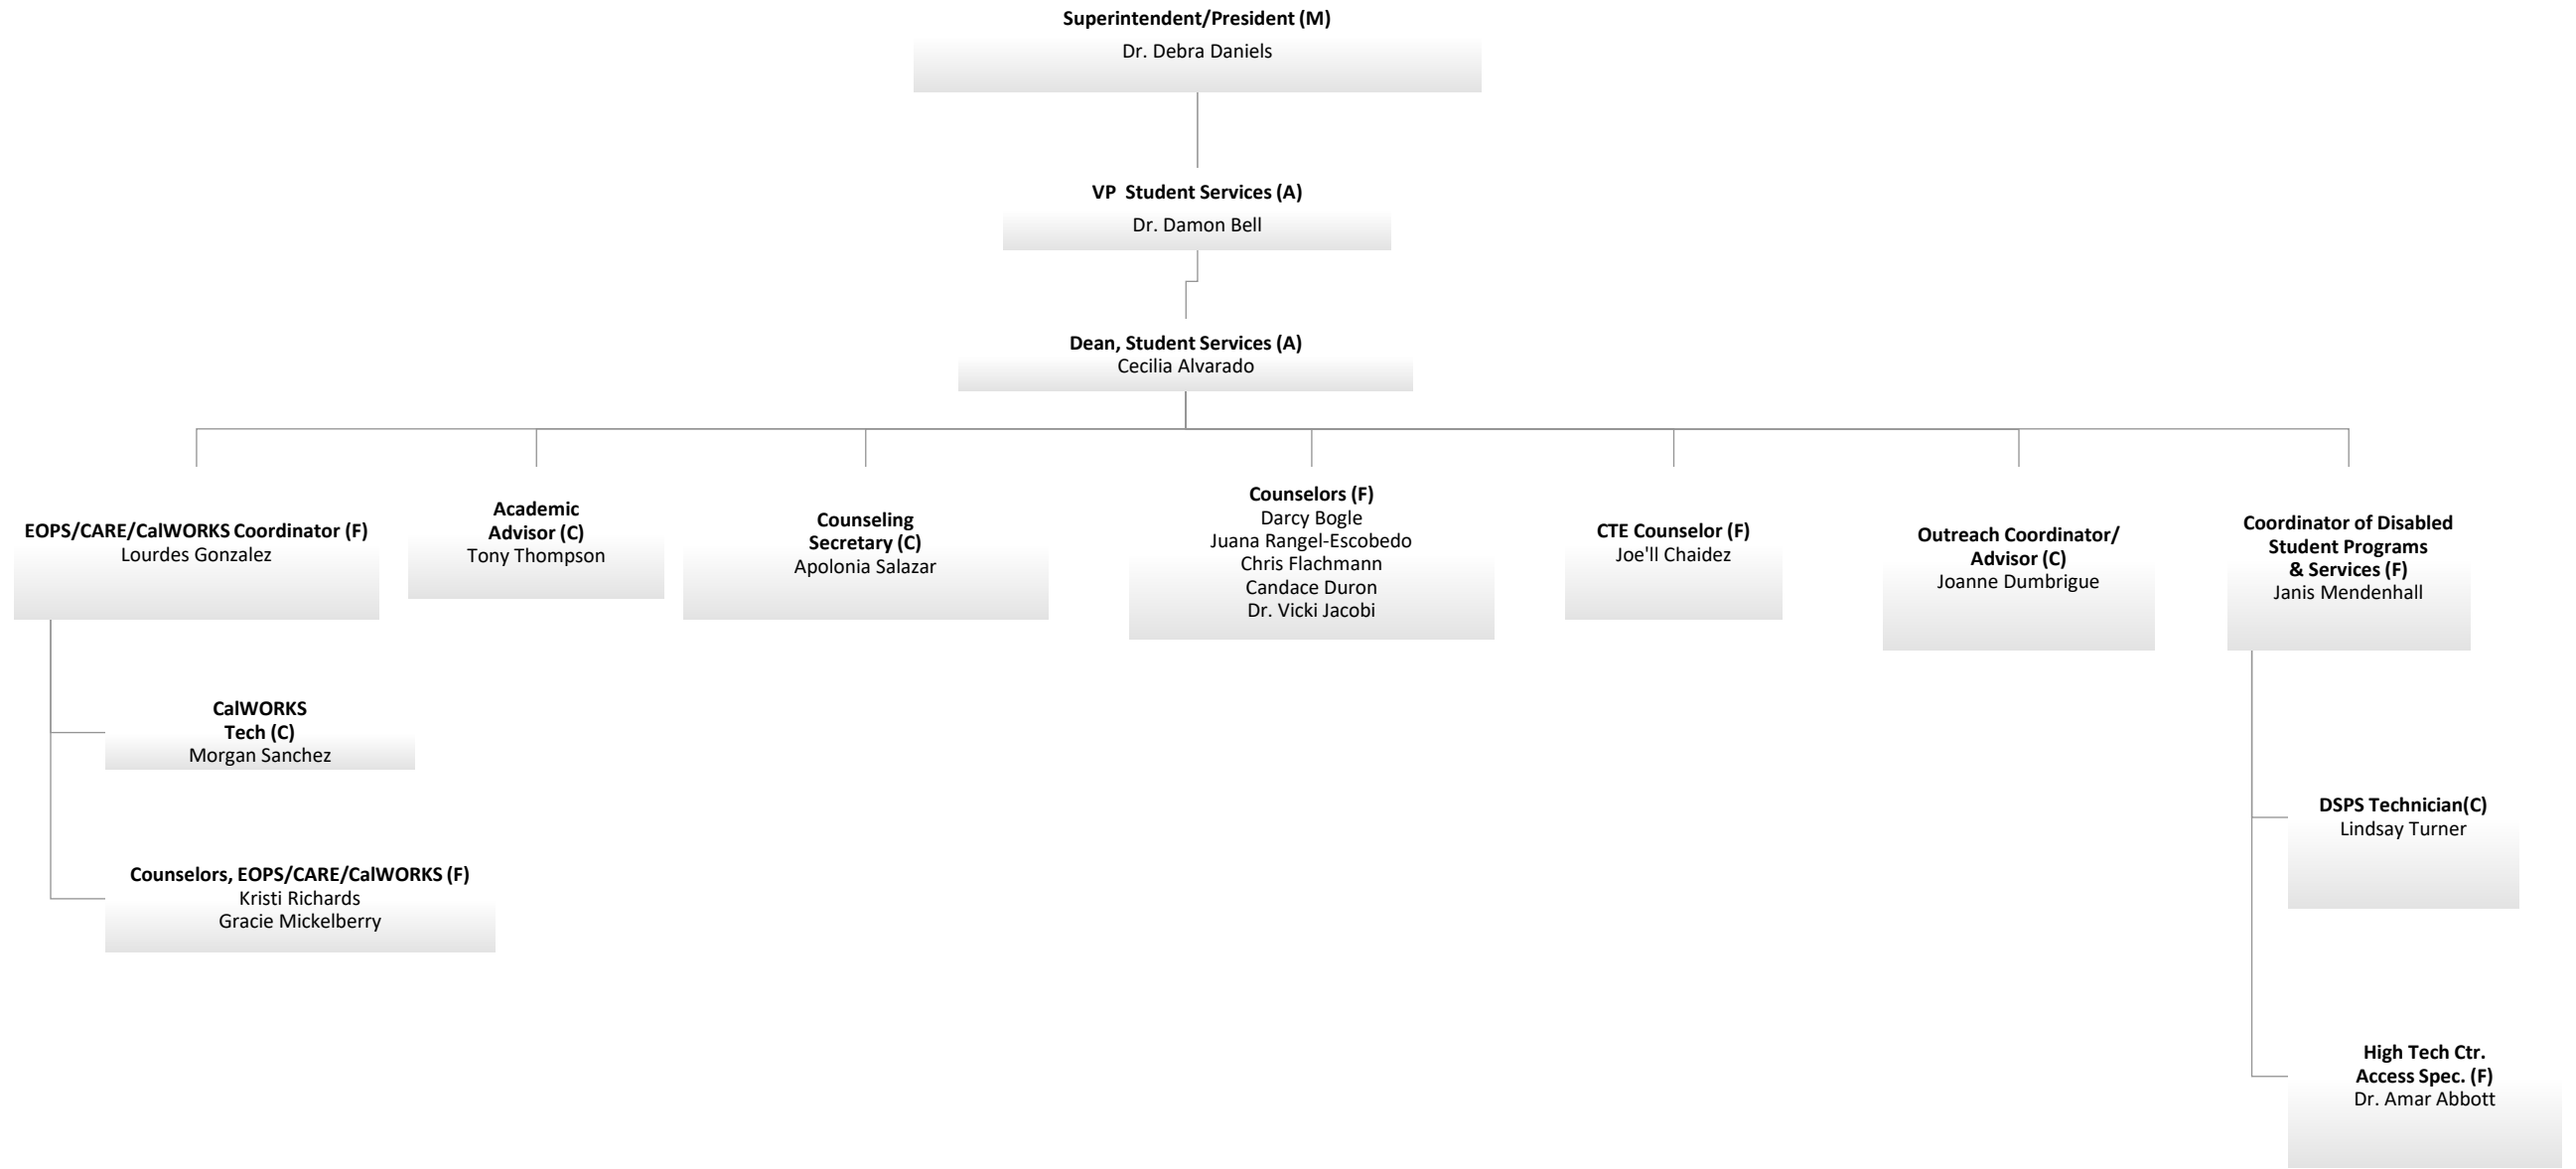 Superintendent/President (M)
Dr. Debra Daniels
VP  Student Services (A)
Dr. Damon Bell
Dean, Student Services (A)
Cecilia Alvarado
EOPS/CARE/CalWORKS Coordinator (F)
Lourdes Gonzalez
Academic
Advisor (C)
Tony Thompson
Counseling
Secretary (C)
Apolonia Salazar
Counselors (F)
Darcy Bogle
Juana Rangel-Escobedo
Chris Flachmann
Candace Duron
Dr. Vicki Jacobi
CTE Counselor (F)
Joe'll Chaidez
Outreach Coordinator/
Advisor (C)
Joanne Dumbrigue
Coordinator of Disabled
Student Programs
& Services (F)
Janis Mendenhall
CalWORKS
Tech (C)
Morgan Sanchez
Counselors, EOPS/CARE/CalWORKS (F)
Kristi Richards
Gracie Mickelberry
DSPS Technician(C)
Lindsay Turner
High Tech Ctr.
Access Spec. (F)
Dr. Amar Abbott